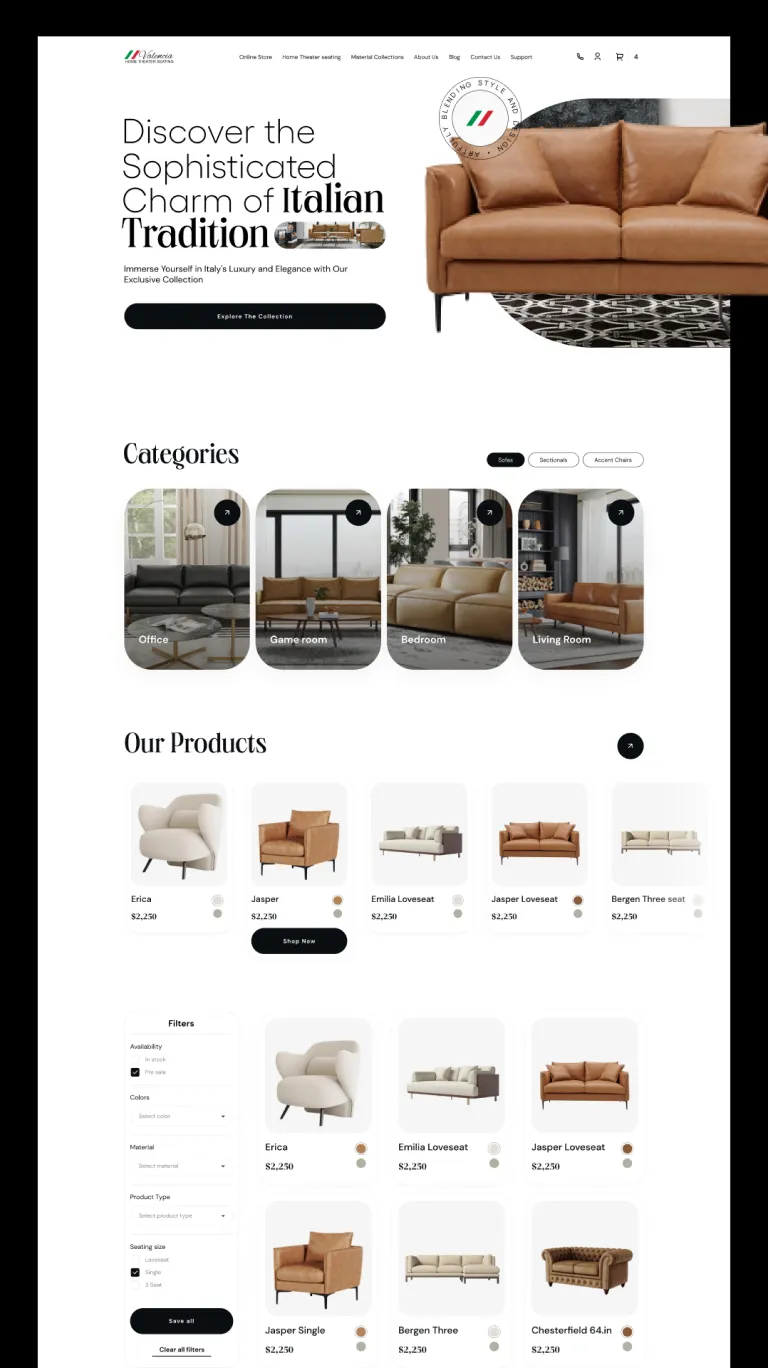 Valencia
HOME THEATER SEATING
Online Store Home Theater seating Material Collections About Us Blog Contact Us Support 4
ARTFULLY BLENDING STYLE AND DESIGN •
Discover the
Sophisticated
Charm of Italian
Tradition
Immerse Yourself in Italy's Luxury and Elegance with Our
Exclusive Collection
Explore The Collection
Categories
Sofas Sectionals Accent Chairs
Office Game room Bedroom Living Room
Our Products
Erica Jasper Emilia Loveseat Jasper Loveseat Bergen Three seat
$2,250 $2,250 $2,250 $2,250 $2,250
Shop Now
Filters
Availability
In stock
Pre sale
Colors
Select color
Material
Select material
Product Type
Select product type
Seating size
Loveseat
Single
3 Seat
Save all
Clear all filters
Erica Emilia Loveseat Jasper Loveseat
$2,250 $2,250 $2,250
Jasper Single Bergen Three Chesterfield 64.in
$2,250 $2,250 $2,250